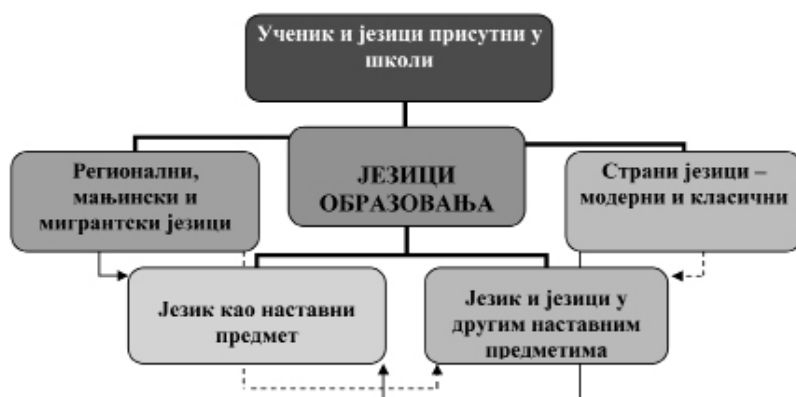 Ученик и језици присутни у
школи
Регионални,
мањински и
мигрантски језици
ЈЕЗИЦИ
ОБРАЗОВАЊА
Страни језици –
модерни и класични
Језик као наставни
предмет
Језик и језици у
другим наставним
предметима